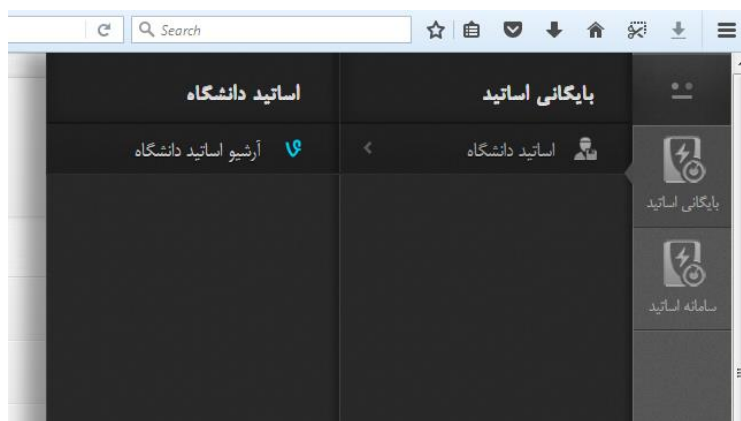 Search
بایگانی اساتید
اساتید دانشگاه
اساتید دانشگاه
آرشیو اساتید دانشگاه
بایگانی اساتید
سامانه اساتید